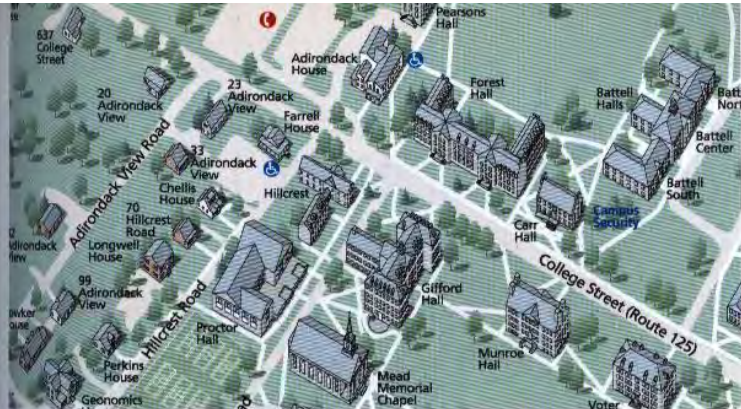 Pearsons
Hall
637
College
Street
Adirondack
House
20
Adirondack
View
23
Adirondack
View
Farrell
House
Forest
Hall
Battell
Halls
Battell
Center
Battell
South
33
Adirondack
View
Chellis
House
Hillcrest
Adirondack View Road
70
Hillcrest
Road
Longwell
House
Carr
Hall
Campus
Security
College Street (Route 125)
99
Adirondack
View
Hillcrest Road
Gifford
Hall
Proctor
Hall
Perkins
House
Munroe
Hall
Mead
Memorial
Chapel
Geonomics
Voter